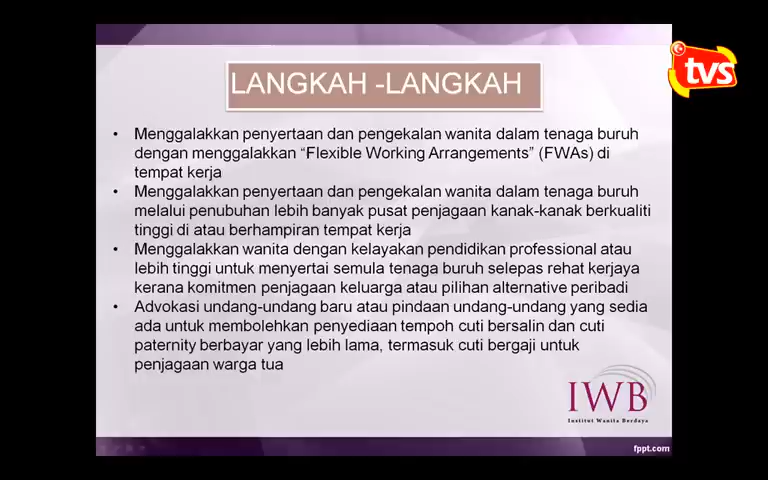 tvs
LANGKAH -LANGKAH
• Menggalakkan penyertaan dan pengekalan wanita dalam tenaga buruh
dengan menggalakkan “Flexible Working Arrangements” (FWAs) di
tempat kerja
• Menggalakkan penyertaan dan pengekalan wanita dalam tenaga buruh
melalui penubuhan lebih banyak pusat penjagaan kanak-kanak berkualiti
tinggi di atau berhampiran tempat kerja
• Menggalakkan wanita dengan kelayakan pendidikan professional atau
lebih tinggi untuk menyertai semula tenaga buruh selepas rehat kerjaya
kerana komitmen penjagaan keluarga atau pilihan alternative peribadi
• Advokasi undang-undang baru atau pindaan undang-undang yang sedia
ada untuk membolehkan penyediaan tempoh cuti bersalin dan cuti
paternity berbayar yang lebih lama, termasuk cuti bergaji untuk
penjagaan warga tua
IWB
Institut Wanita Berdaya
fppt.com